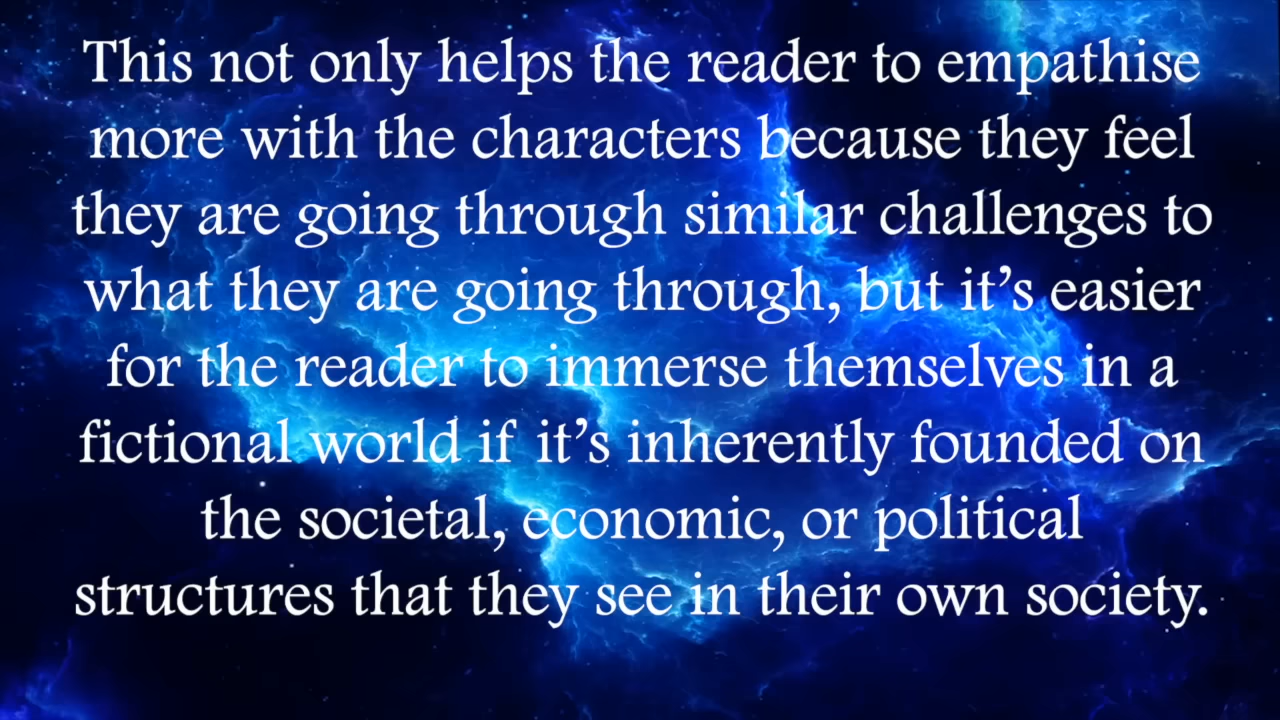 This not only helps the reader to empathise
more with the characters because they feel
they are going through similar challenges to
what they are going through, but it’s easier
for the reader to immerse themselves in a
fictional world if it’s inherently founded on
the societal, economic, or political
structures that they see in their own society.